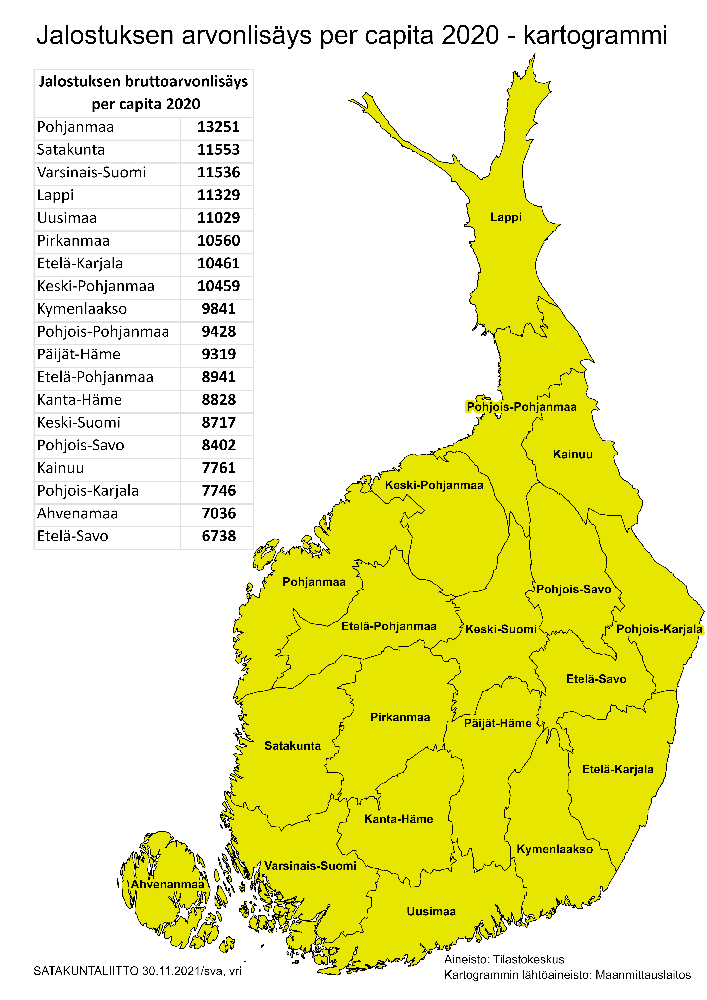 Jalostuksen arvonlisäys per capita 2020 - kartogrammi
Jalostuksen bruttoarvonlisäys
per capita 2020
Pohjanmaa 13251
Satakunta 11553
Varsinais-Suomi 11536
Lappi 11329
Uusimaa 11029
Pirkanmaa 10560
Etelä-Karjala 10461
Keski-Pohjanmaa 10459
Kymenlaakso 9841
Pohjois-Pohjanmaa 9428
Päijät-Häme 9319
Etelä-Pohjanmaa 8941
Kanta-Häme 8828
Keski-Suomi 8717
Pohjois-Savo 8402
Kainuu 7761
Pohjois-Karjala 7746
Ahvenamaa 7036
Etelä-Savo 6738
Lappi
Pohjois-Pohjanmaa
Kainuu
Keski-Pohjanmaa
Pohjanmaa
Pohjois-Savo
Etelä-Pohjanmaa
Keski-Suomi
Pohjois-Karjala
Etelä-Savo
Pirkanmaa
Päijät-Häme
Satakunta
Etelä-Karjala
Kanta-Häme
Kymenlaakso
Varsinais-Suomi
Ahvenanmaa
Uusimaa
SATAKUNTALIITTO 30.11.2021/sva, vri
Aineisto: Tilastokeskus
Kartogrammin lähtöaineisto: Maanmittauslaitos